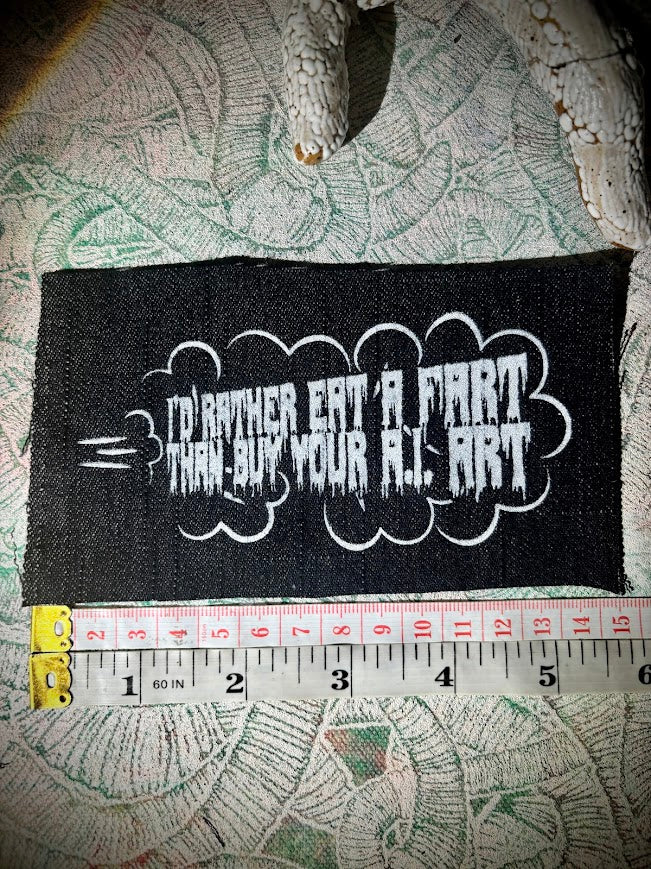 I'D RATHER EAT A FART
THAN BUY YOUR A.I. ART
2 3 4 5 6 7 8 9 10 11 12 13 14 15
1 60 IN 2 3 4 5 6